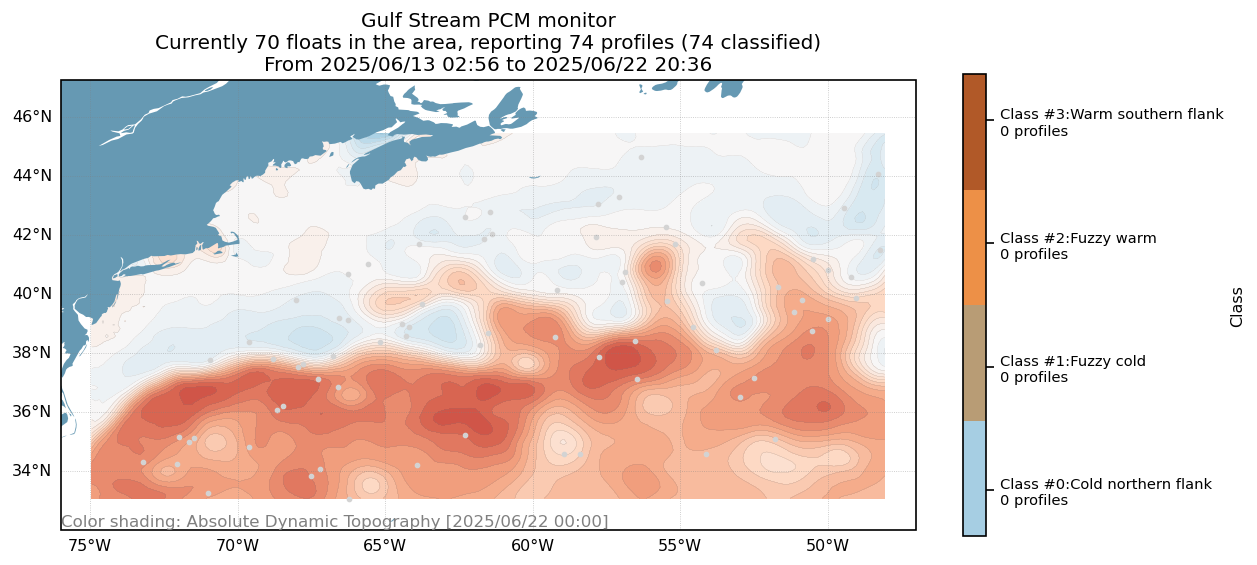 Gulf Stream PCM monitor
Currently 70 floats in the area, reporting 74 profiles (74 classified)
From 2025/06/13 02:56 to 2025/06/22 20:36
46°N
44°N
42°N
40°N
38°N
36°N
34°N
Color shading: Absolute Dynamic Topography [2025/06/22 00:00]
75°W
70°W
65°W
60°W
55°W
50°W
Class #3:Warm southern flank
0 profiles
Class #2:Fuzzy warm
0 profiles
Class #1:Fuzzy cold
0 profiles
Class #0:Cold northern flank
0 profiles
Class